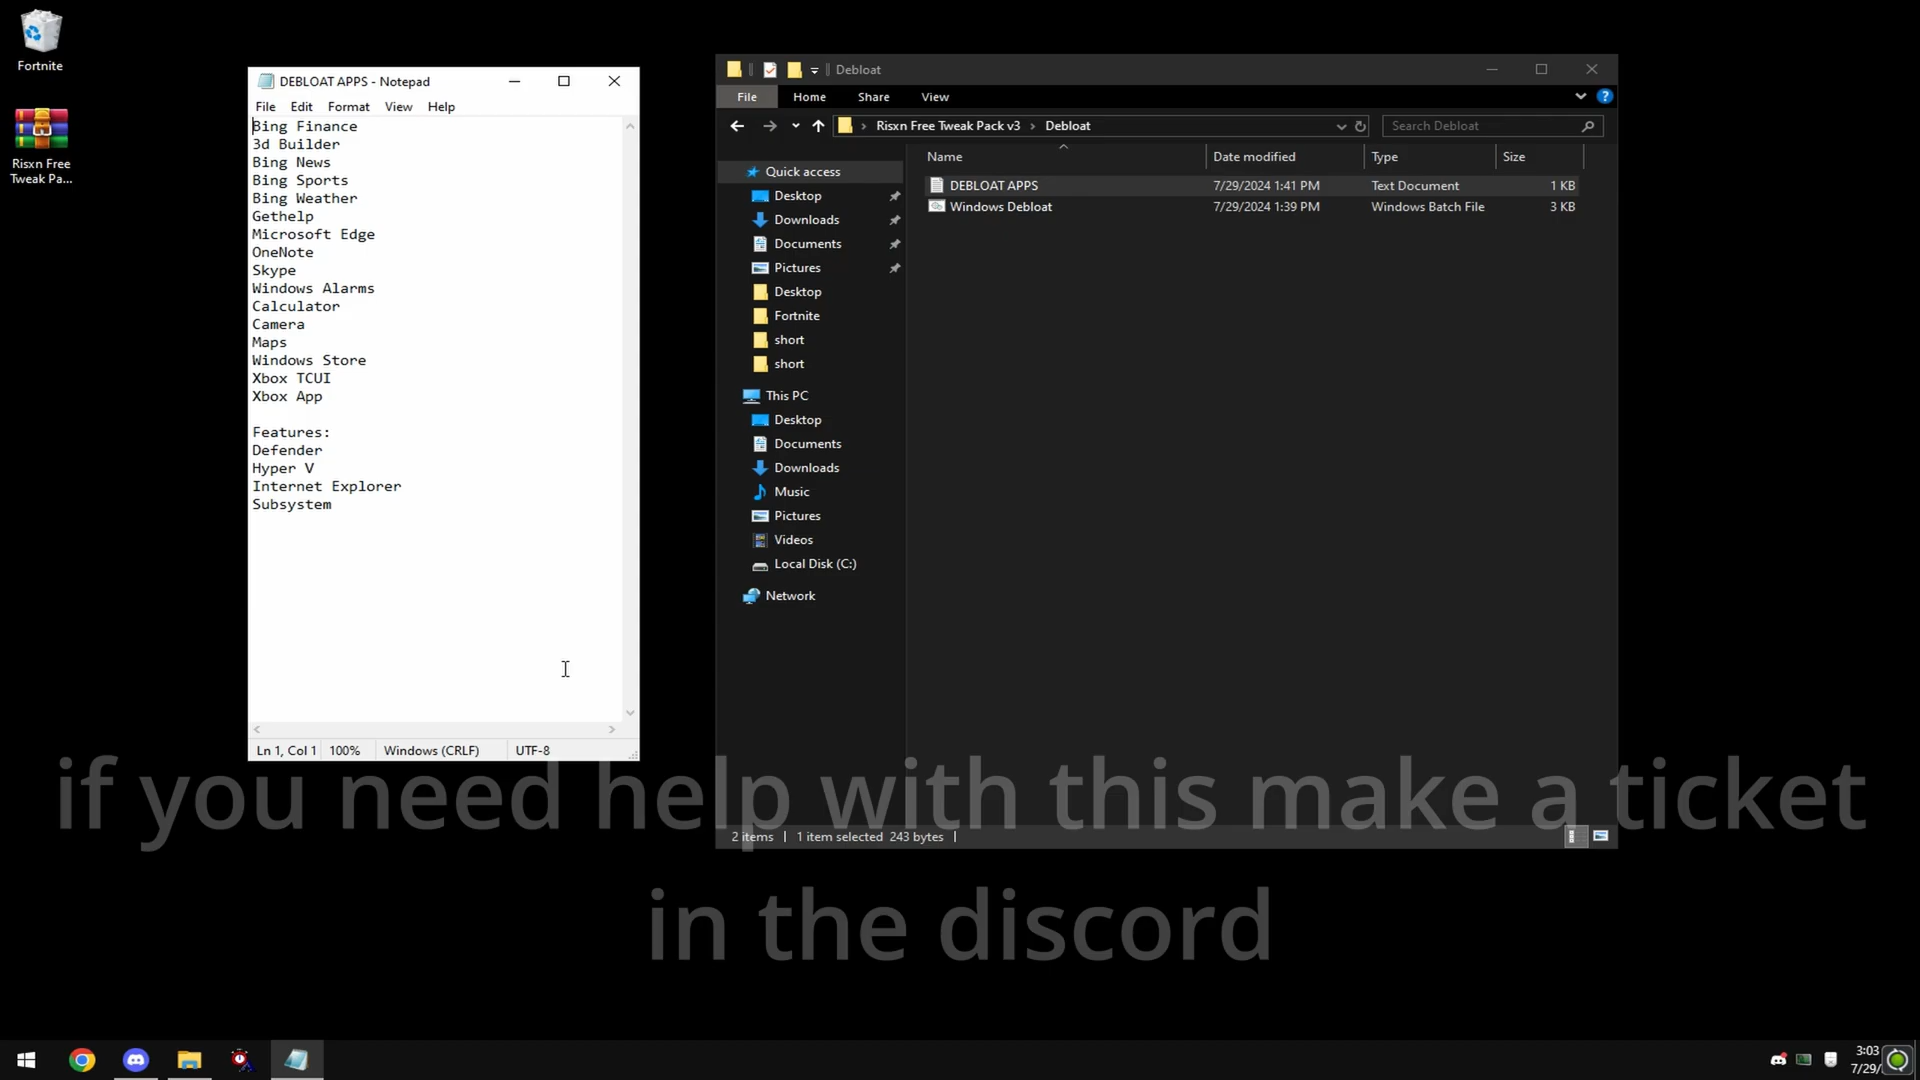 Fortnite
Risxn Free
Tweak Pa...
DEBLOAT APPS - Notepad
File Edit Format View Help
Bing Finance
3d Builder
Bing News
Bing Sports
Bing Weather
Gethelp
Microsoft Edge
OneNote
Skype
Windows Alarms
Calculator
Camera
Maps
Windows Store
Xbox TCUI
Xbox App
Features:
Defender
Hyper V
Internet Explorer
Subsystem
Ln 1, Col 1 100% Windows (CRLF) UTF-8
Debloat
File Home Share View
Risxn Free Tweak Pack v3 › Debloat
Search Debloat
Name Date modified Type Size
DEBLOAT APPS 7/29/2024 1:41 PM Text Document 1 KB
Windows Debloat 7/29/2024 1:39 PM Windows Batch File 3 KB
Quick access
Desktop
Downloads
Documents
Pictures
Desktop
Fortnite
short
short
This PC
Desktop
Documents
Downloads
Music
Pictures
Videos
Local Disk (C:)
Network
2 items 1 item selected 243 bytes
if you need help with this make a ticket
in the discord
3:03
7/29/